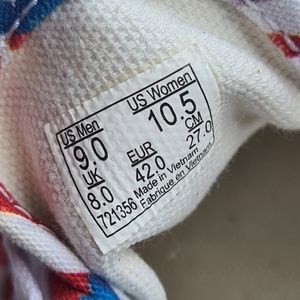 US Men US Women
9.0 10.5
UK EUR CM
8.0 42.0 27.0
721356 Made in Vietnam
Fabrique en Vietnam